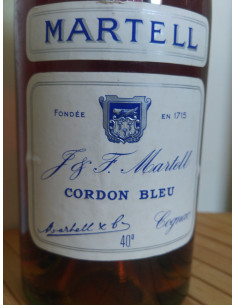 MARTELL
FONDÉE EN 1715
J & F. Martell
CORDON BLEU
Martell & Co
Cognac
40°